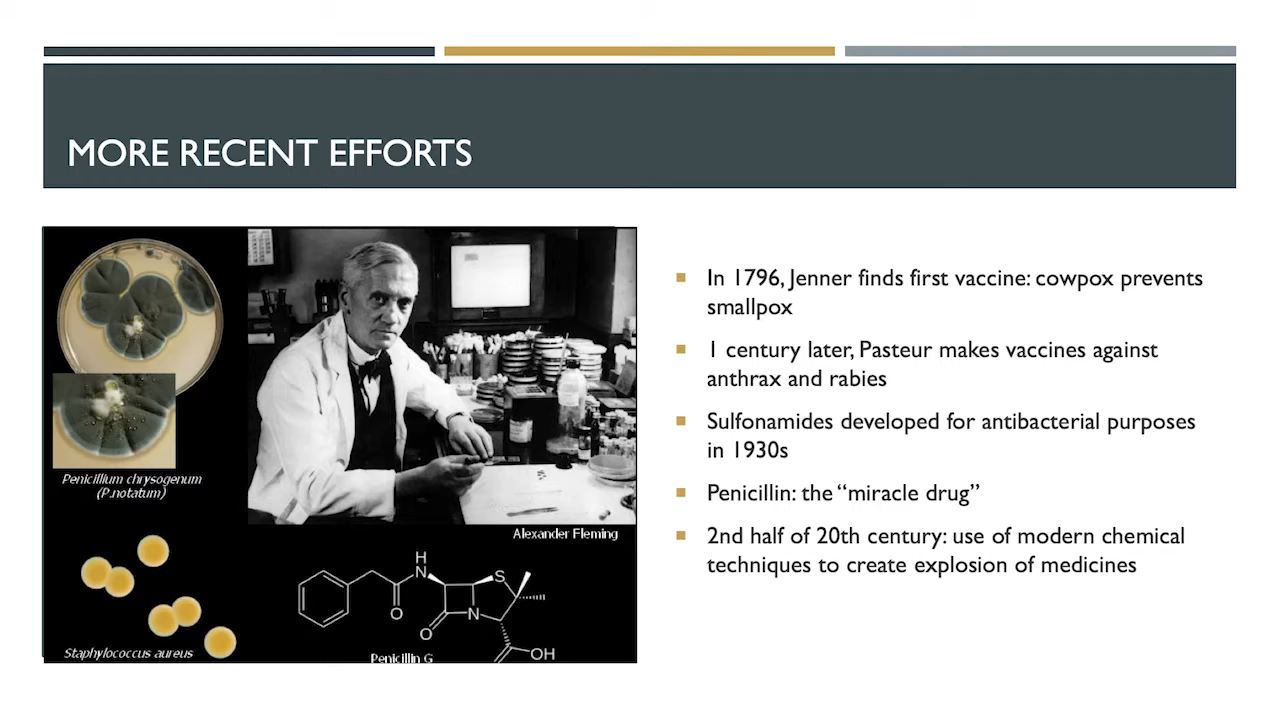 MORE RECENT EFFORTS
Penicillium chrysogenum
(P.notatum)
Alexander Fleming
Staphylococcus aureus
H
N
S
O
N
O
OH
Penicillin G
In 1796, Jenner finds first vaccine: cowpox prevents
smallpox
1 century later, Pasteur makes vaccines against
anthrax and rabies
Sulfonamides developed for antibacterial purposes
in 1930s
Penicillin: the “miracle drug”
2nd half of 20th century: use of modern chemical
techniques to create explosion of medicines